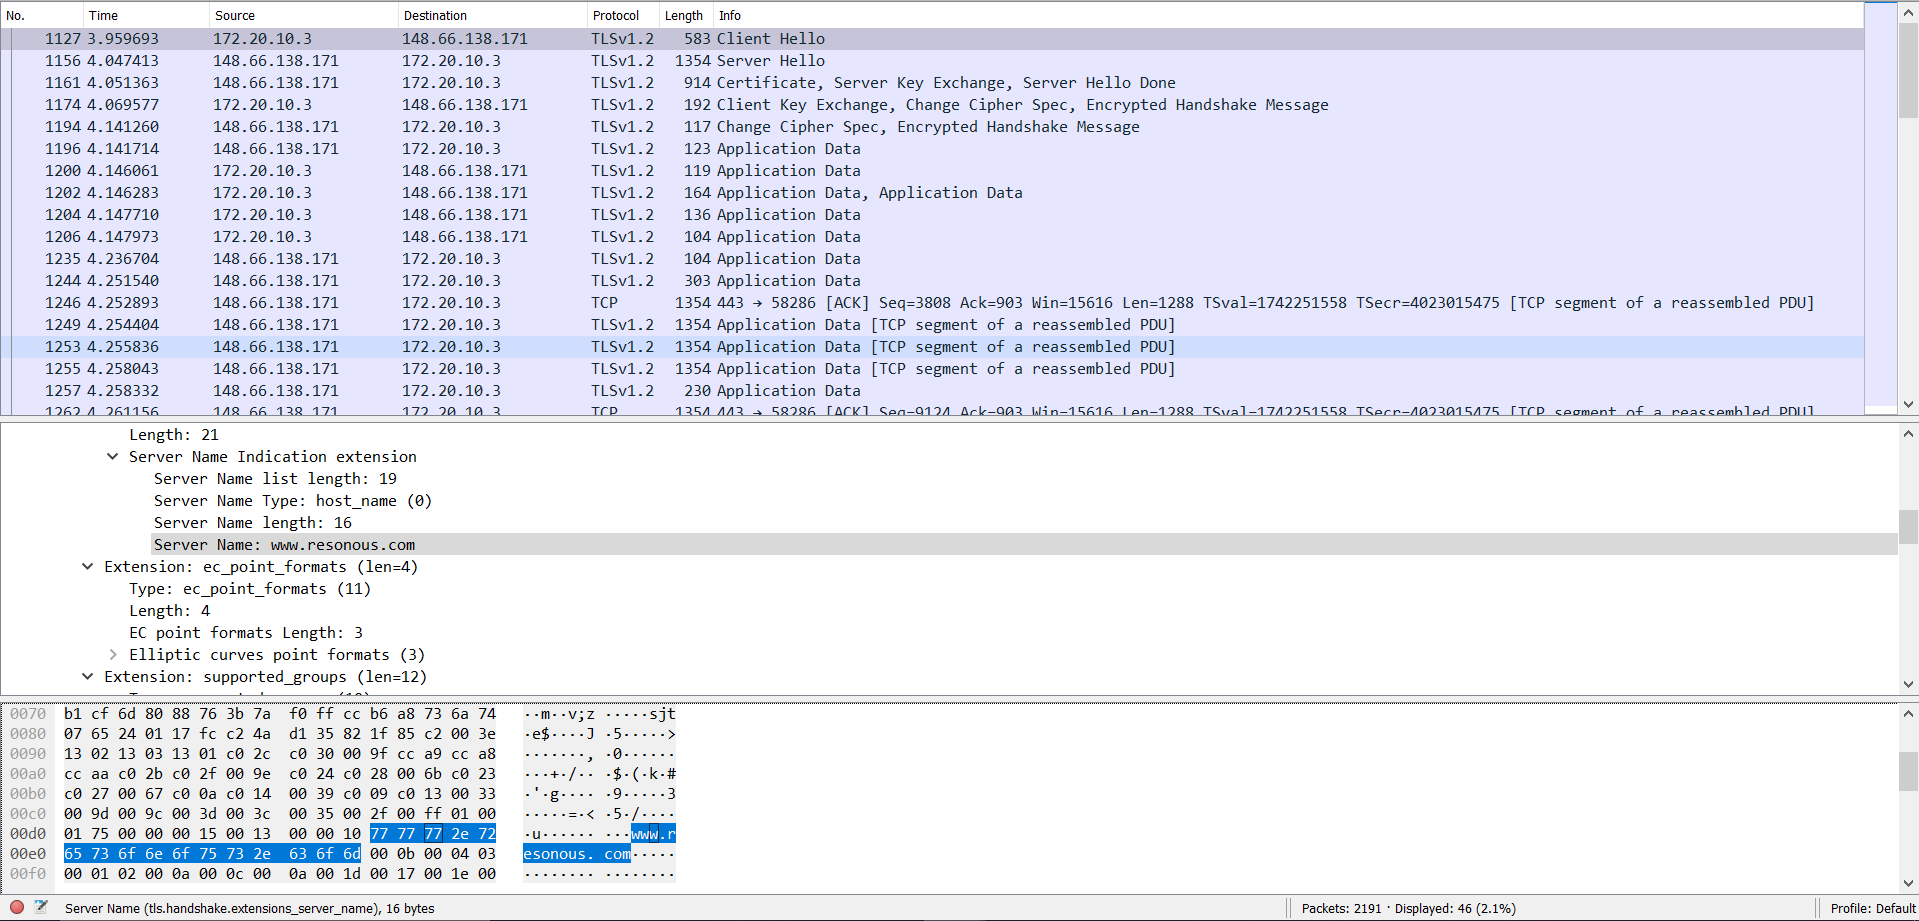 No. Time Source Destination Protocol Length Info
1127 3.959693 172.20.10.3 148.66.138.171 TLSv1.2 583 Client Hello
1156 4.047413 148.66.138.171 172.20.10.3 TLSv1.2 1354 Server Hello
1161 4.051363 148.66.138.171 172.20.10.3 TLSv1.2 914 Certificate, Server Key Exchange, Server Hello Done
1174 4.069577 172.20.10.3 148.66.138.171 TLSv1.2 192 Client Key Exchange, Change Cipher Spec, Encrypted Handshake Message
1194 4.141260 148.66.138.171 172.20.10.3 TLSv1.2 117 Change Cipher Spec, Encrypted Handshake Message
1196 4.141714 148.66.138.171 172.20.10.3 TLSv1.2 123 Application Data
1200 4.146061 172.20.10.3 148.66.138.171 TLSv1.2 119 Application Data
1202 4.146283 172.20.10.3 148.66.138.171 TLSv1.2 164 Application Data, Application Data
1204 4.147710 172.20.10.3 148.66.138.171 TLSv1.2 136 Application Data
1206 4.147973 172.20.10.3 148.66.138.171 TLSv1.2 104 Application Data
1235 4.236704 148.66.138.171 172.20.10.3 TLSv1.2 104 Application Data
1244 4.251540 148.66.138.171 172.20.10.3 TLSv1.2 303 Application Data
1246 4.252893 148.66.138.171 172.20.10.3 TCP 1354 443 → 58286 [ACK] Seq=3808 Ack=903 Win=15616 Len=1288 TSval=1742251558 TSecr=4023015475 [TCP segment of a reassembled PDU]
1249 4.254404 148.66.138.171 172.20.10.3 TLSv1.2 1354 Application Data [TCP segment of a reassembled PDU]
1253 4.255836 148.66.138.171 172.20.10.3 TLSv1.2 1354 Application Data [TCP segment of a reassembled PDU]
1255 4.258043 148.66.138.171 172.20.10.3 TLSv1.2 1354 Application Data [TCP segment of a reassembled PDU]
1257 4.258332 148.66.138.171 172.20.10.3 TLSv1.2 230 Application Data
1262 4.261156 148.66.138.171 172.20.10.3 TCP 1354 443 → 58286 [ACK] Seq=9124 Ack=903 Win=15616 Len=1288 TSval=1742251558 TSecr=4023015475 [TCP segment of a reassembled PDU]
Length: 21
Server Name Indication extension
Server Name list length: 19
Server Name Type: host_name (0)
Server Name length: 16
Server Name: www.resonous.com
Extension: ec_point_formats (len=4)
Type: ec_point_formats (11)
Length: 4
EC point formats Length: 3
Elliptic curves point formats (3)
Extension: supported_groups (len=12)
0070 b1 cf 6d 80 88 76 3b 7a f0 ff cc b6 a8 73 6a 74 ··m··v;z ·····sjt
0080 07 65 24 01 17 fc c2 4a d1 35 82 1f 85 c2 00 3e ·e$····J ·5·····>
0090 13 02 13 03 13 01 c0 2c c0 30 00 9f cc a9 cc a8 ·······, ·0······
00a0 cc aa c0 2b c0 2f 00 9e c0 24 c0 28 00 6b c0 23 ···+·/·· ·$·(·k·#
00b0 c0 27 00 67 c0 0a c0 14 00 39 c0 09 c0 13 00 33 ·'·g···· ·9·····3
00c0 00 9d 00 9c 00 3d 00 3c 00 35 00 2f 00 ff 01 00 ·····=·< ·5·/····
00d0 01 75 00 00 00 15 00 13 00 00 10 77 77 77 2e 72 ·u······ ···www.r
00e0 65 73 6f 6e 6f 75 73 2e 63 6f 6d 00 0b 00 04 03 esonous. com·····
00f0 00 01 02 00 0a 00 0c 00 0a 00 1d 00 17 00 1e 00 ········ ········
Server Name (tls.handshake.extensions_server_name), 16 bytes Packets: 2191 · Displayed: 46 (2.1%) Profile: Default